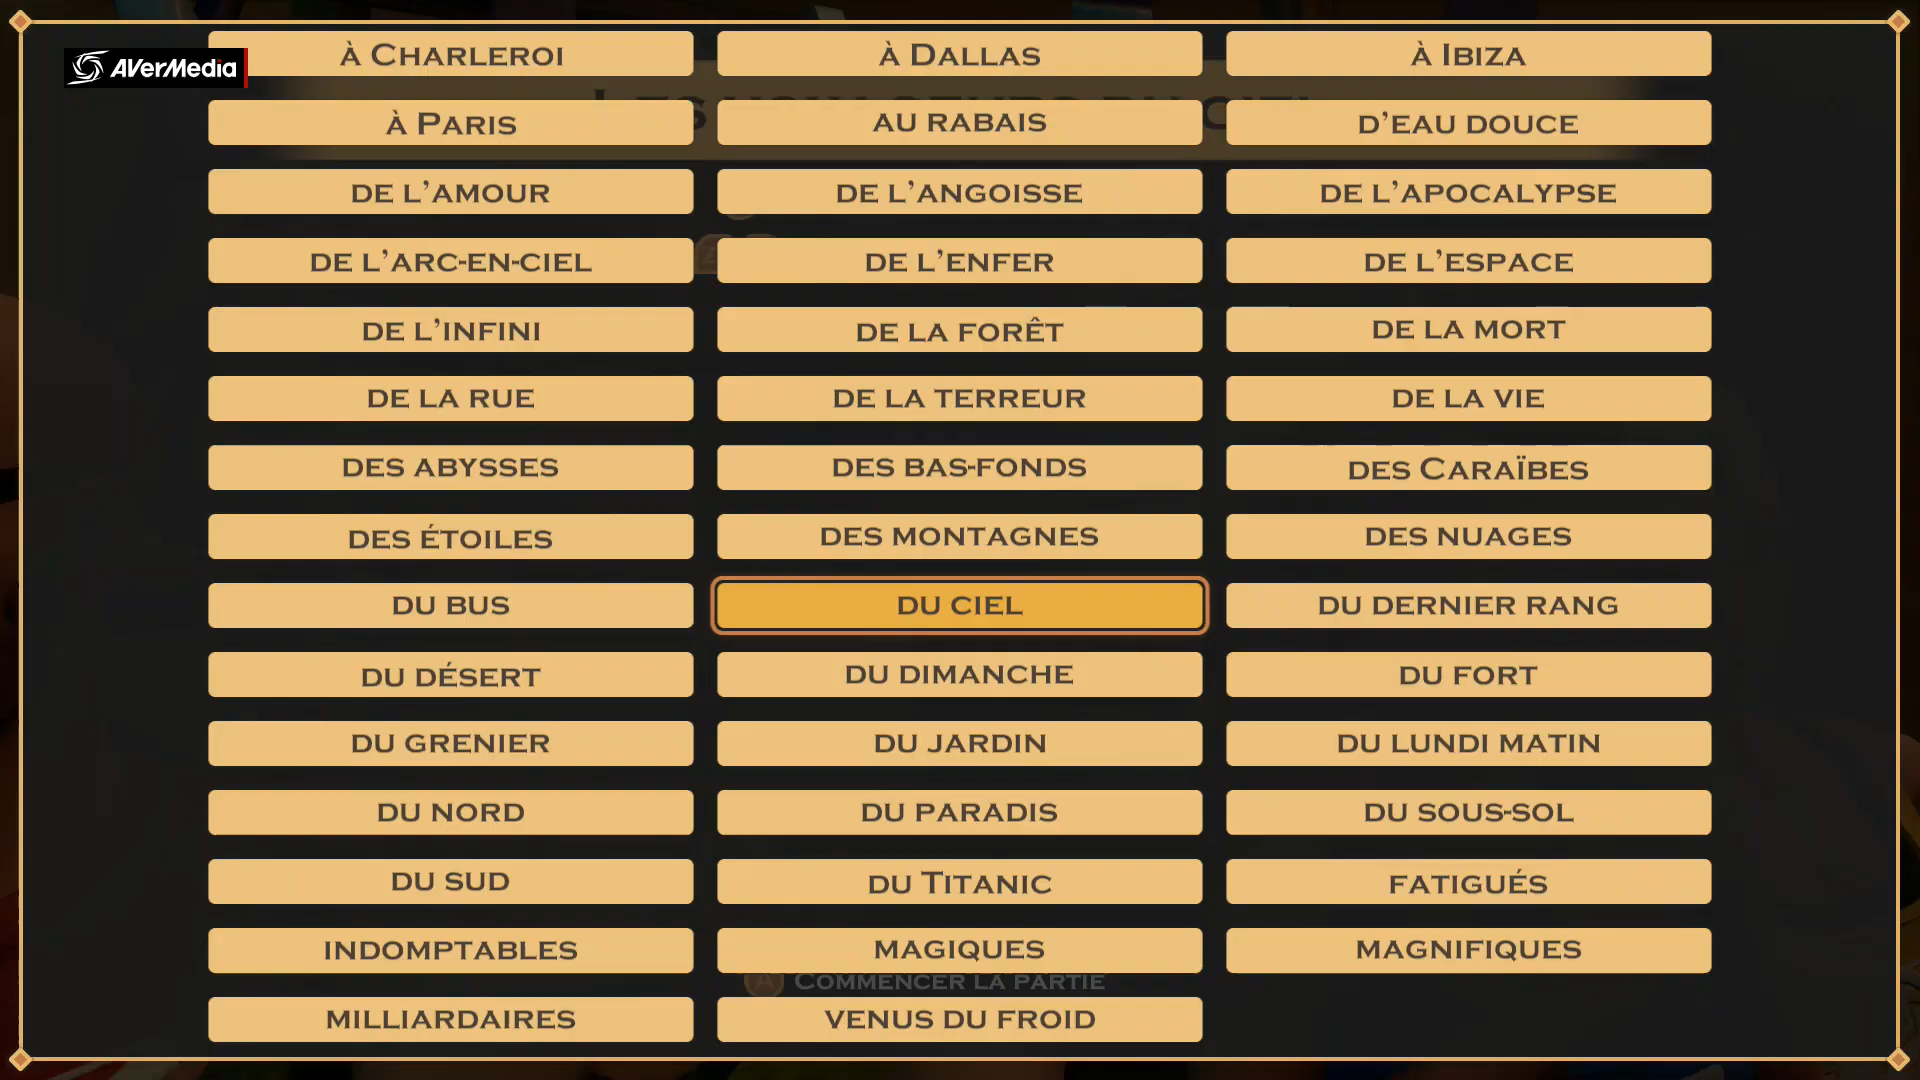 À CHARLEROI
À DALLAS
À IBIZA
AVerMedia
À PARIS
AU RABAIS
D’EAU DOUCE
DE L’AMOUR
DE L’ANGOISSE
DE L’APOCALYPSE
DE L’ARC-EN-CIEL
DE L’ENFER
DE L’ESPACE
DE L’INFINI
DE LA FORÊT
DE LA MORT
DE LA RUE
DE LA TERREUR
DE LA VIE
DES ABYSSES
DES BAS-FONDS
DES CARAÏBES
DES ÉTOILES
DES MONTAGNES
DES NUAGES
DU BUS
DU CIEL
DU DERNIER RANG
DU DÉSERT
DU DIMANCHE
DU FORT
DU GRENIER
DU JARDIN
DU LUNDI MATIN
DU NORD
DU PARADIS
DU SOUS-SOL
DU SUD
DU TITANIC
FATIGUÉS
INDOMPTABLES
MAGIQUES
MAGNIFIQUES
A COMMENCER LA PARTIE
MILLIARDAIRES
VENUS DU FROID